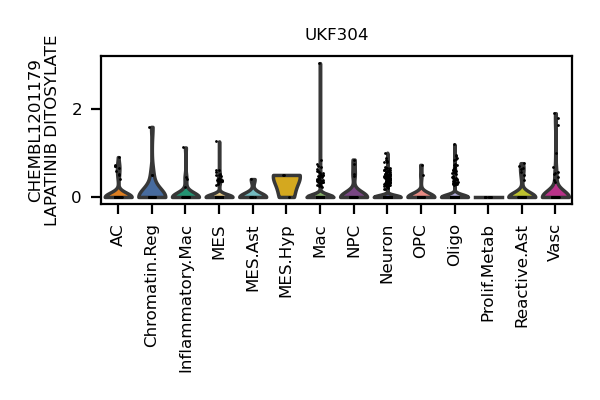 UKF304
CHEMBL1201179
LAPATINIB DITOSYLATE
2
0
AC
Chromatin.Reg
Inflammatory.Mac
MES
MES.Ast
MES.Hyp
Mac
NPC
Neuron
OPC
Oligo
Prolif.Metab
Reactive.Ast
Vasc